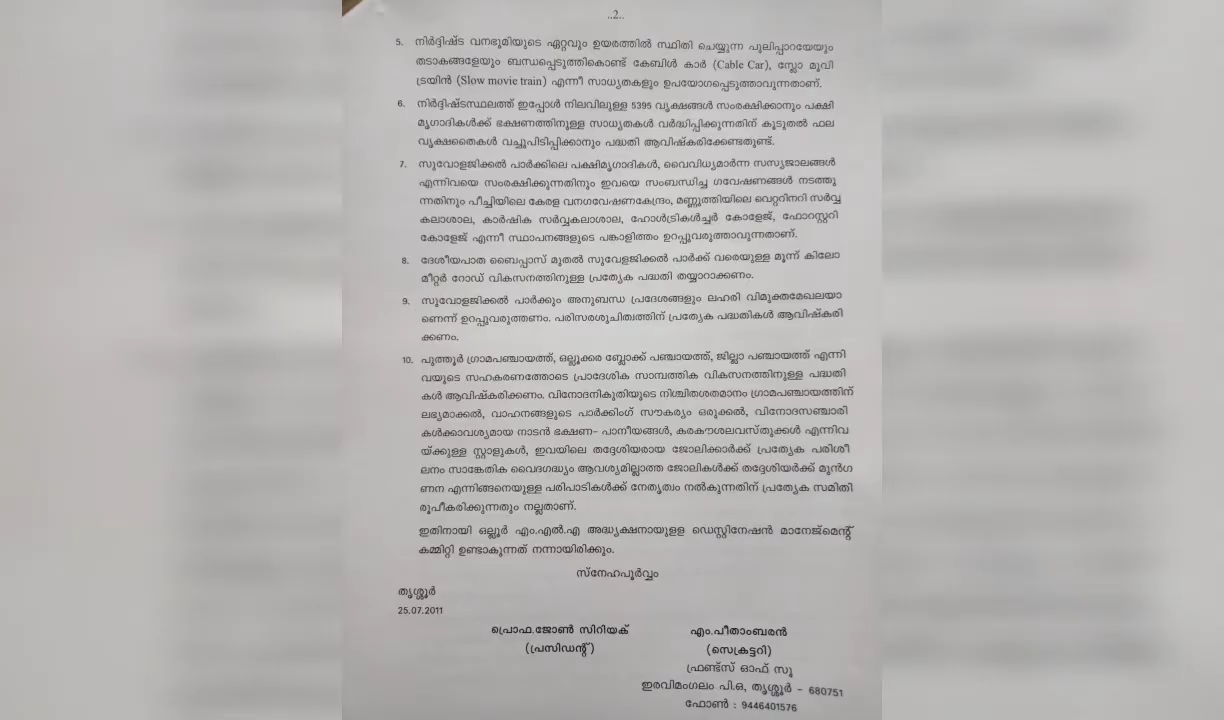 ..2..
5. നിർദ്ദിഷ്ട വനഭൂമിയുടെ ഏറ്റവും ഉയരത്തിൽ സ്ഥിതി ചെയ്യുന്ന പുലിപ്പാറയേയും
തടാകങ്ങളേയും ബന്ധപ്പെടുത്തികൊണ്ട് കേബിൾ കാർ (Cable Car), സ്ലോ മൂവി
ട്രയിൻ (Slow movie train) എന്നീ സാധ്യതകളും ഉപയോഗപ്പെടുത്താവുന്നതാണ്.
6. നിർദ്ദിഷ്ടസ്ഥലത്ത് ഇപ്പോൾ നിലവിലുള്ള 5395 വൃക്ഷങ്ങൾ സംരക്ഷിക്കാനും പക്ഷി
മൃഗാദികൾക്ക് ഭക്ഷണത്തിനുള്ള സാധ്യതകൾ വർദ്ധിപ്പിക്കുന്നതിന് കൂടുതൽ ഫല
വൃക്ഷതൈകൾ വച്ചുപിടിപ്പിക്കാനും പദ്ധതി ആവിഷ്കരിക്കേണ്ടതുണ്ട്.
7. സുവോളജിക്കൽ പാർക്കിലെ പക്ഷിമൃഗാദികൾ, വൈവിധ്യമാർന്ന സസ്യജാലങ്ങൾ
എന്നിവയെ സംരക്ഷിക്കുന്നതിനും ഇവയെ സംബന്ധിച്ച ഗവേഷണങ്ങൾ നടത്തു
ന്നതിനും പീച്ചിയിലെ കേരള വനഗവേഷണകേന്ദ്രം, മണ്ണുത്തിയിലെ വെറ്ററിനറി സർവ്വ
കലാശാല, കാർഷിക സർവ്വകലാശാല, ഹോൾട്രികൾച്ചർ കോളേജ്, ഫോറസ്റ്ററി
കോളേജ് എന്നീ സ്ഥാപനങ്ങളുടെ പങ്കാളിത്തം ഉറപ്പുവരുത്താവുന്നതാണ്.
8. ദേശീയപാത ബൈപ്പാസ് മുതൽ സുവേളജിക്കൽ പാർക്ക് വരെയുള്ള മൂന്ന് കിലോ
മീറ്റർ റോഡ് വികസനത്തിനുള്ള പ്രത്യേക പദ്ധതി തയ്യാറാക്കണം.
9. സുവോളജിക്കൽ പാർക്കും അനുബന്ധ പ്രദേശങ്ങളും ലഹരി വിമുക്തമേഖലയാ
ണെന്ന് ഉറപ്പുവരുത്തണം. പരിസരശുചിത്വത്തിന് പ്രത്യേക പദ്ധതികൾ ആവിഷ്കരി
ക്കണം.
10. പുത്തൂർ ഗ്രാമപഞ്ചായത്ത്, ഒല്ലൂക്കര ബ്ലോക്ക് പഞ്ചായത്ത്, ജില്ലാ പഞ്ചായത്ത് എന്നി
വയുടെ സഹകരണത്തോടെ പ്രാദേശിക സാമ്പത്തിക വികസനത്തിനുള്ള പദ്ധതി
കൾ ആവിഷ്കരിക്കണം. വിനോദനികുതിയുടെ നിശ്ചിതശതമാനം ഗ്രാമപഞ്ചായത്തിന്
ലഭ്യമാക്കൽ, വാഹനങ്ങളുടെ പാർക്കിംഗ് സൗകര്യം ഒരുക്കൽ, വിനോദസഞ്ചാരി
കൾക്കാവശ്യമായ നാടൻ ഭക്ഷണ- പാനീയങ്ങൾ, കരകൗശലവസ്തുക്കൾ എന്നിവ
യ്ക്കുള്ള സ്റ്റാളുകൾ, ഇവയിലെ തദ്ദേശിയരായ ജോലിക്കാർക്ക് പ്രത്യേക പരിശീ
ലനം സാങ്കേതിക വൈദഗദ്ധ്യം ആവശ്യമില്ലാത്ത ജോലികൾക്ക് തദ്ദേശിയർക്ക് മുൻഗ
ണന എന്നിങ്ങനെയുള്ള പരിപാടികൾക്ക് നേതൃത്വം നൽകുന്നതിന് പ്രത്യേക സമിതി
രൂപീകരിക്കുന്നതും നല്ലതാണ്.
ഇതിനായി ഒല്ലൂർ എം.എൽ.എ അദ്ധ്യക്ഷനായുളള ഡെസ്റ്റിനേഷൻ മാനേജ്മെന്റ്
കമ്മിറ്റി ഉണ്ടാകുന്നത് നന്നായിരിക്കും.
സ്നേഹപൂർവ്വം
തൃശ്ശൂർ
25.07.2011
പ്രൊഫ.ജോൺ സിറിയക് എം.പീതാംബരൻ
(പ്രസിഡന്റ്) (സെക്രട്ടറി)
ഫ്രണ്ട്സ് ഓഫ് സൂ
ഇരവിമംഗലം പി.ഒ, തൃശ്ശൂർ - 680751
ഫോൺ : 9446401576